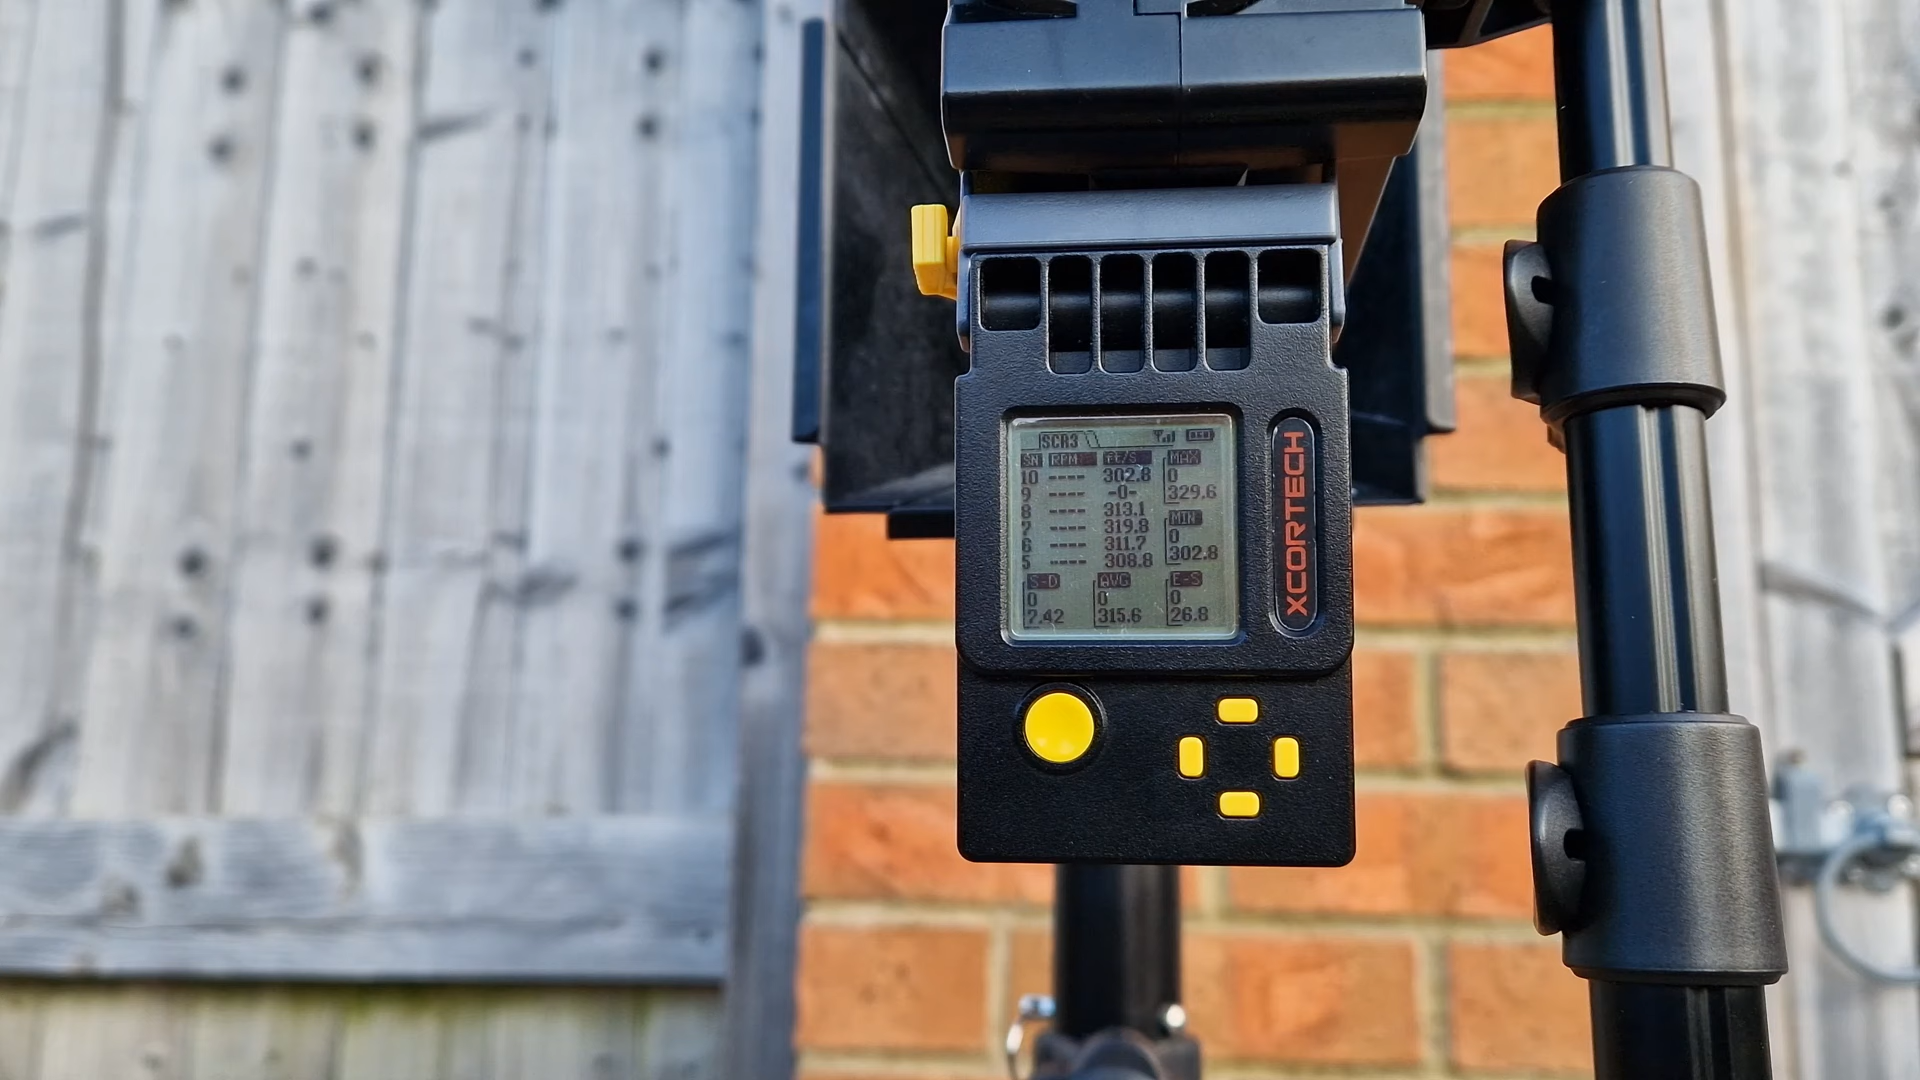 SCR3
SN RPM ft/S MAX
10 ---- 302.8 0
9 ---- -0- 329.6
8 ---- 313.1 MIN
7 ---- 319.8 0
6 ---- 311.7 302.8
5 ---- 308.8
S-D AVG E-S
0 0 0
7.42 315.6 26.8
XCORTECH